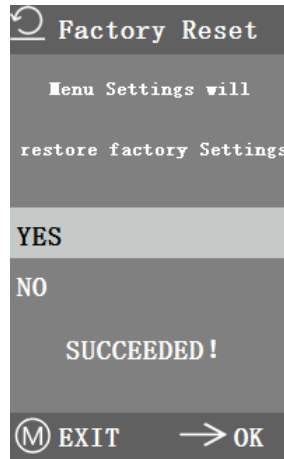 Factory Reset
Menu Settings will
restore factory Settings
YES
NO
SUCCEEDED!
M EXIT → OK